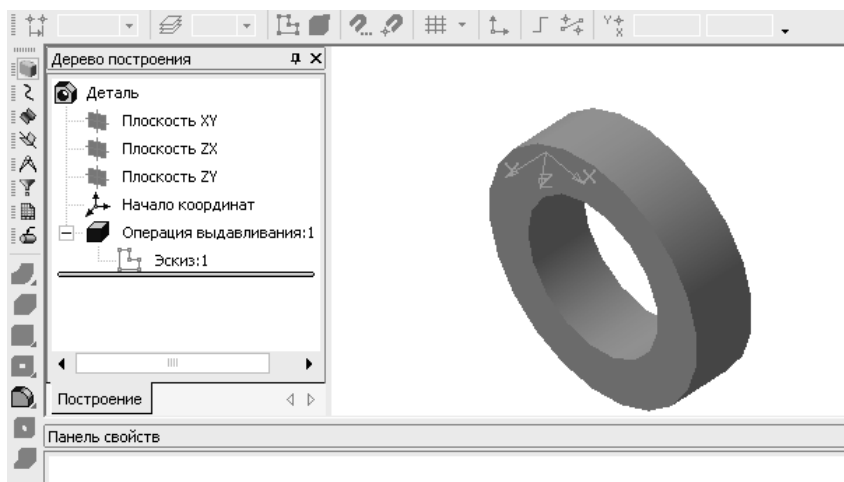 Дерево построения
Деталь
Плоскость XY
Плоскость ZX
Плоскость ZY
Начало координат
Операция выдавливания:1
Эскиз:1
Построение
Панель свойств
Y
X
Y
Z
X